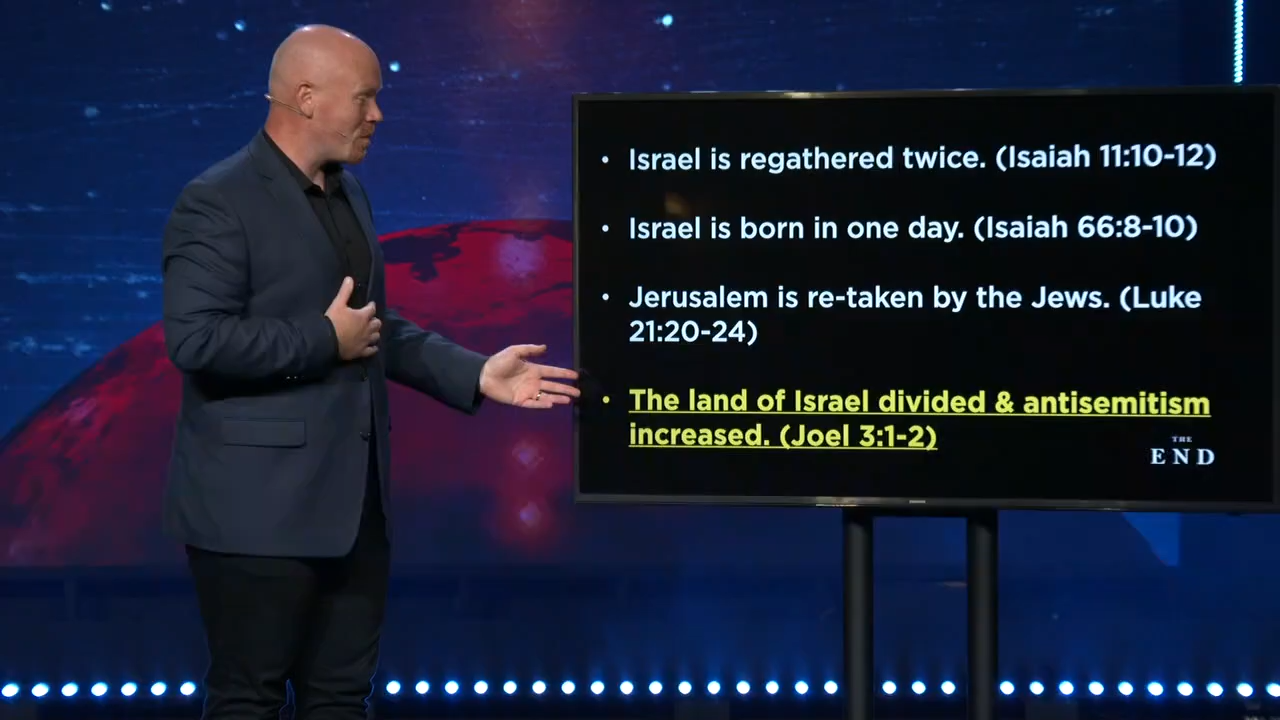 • Israel is regathered twice. (Isaiah 11:10-12)
• Israel is born in one day. (Isaiah 66:8-10)
• Jerusalem is re-taken by the Jews. (Luke
21:20-24)
• The land of Israel divided & antisemitism
increased. (Joel 3:1-2)
THE
END